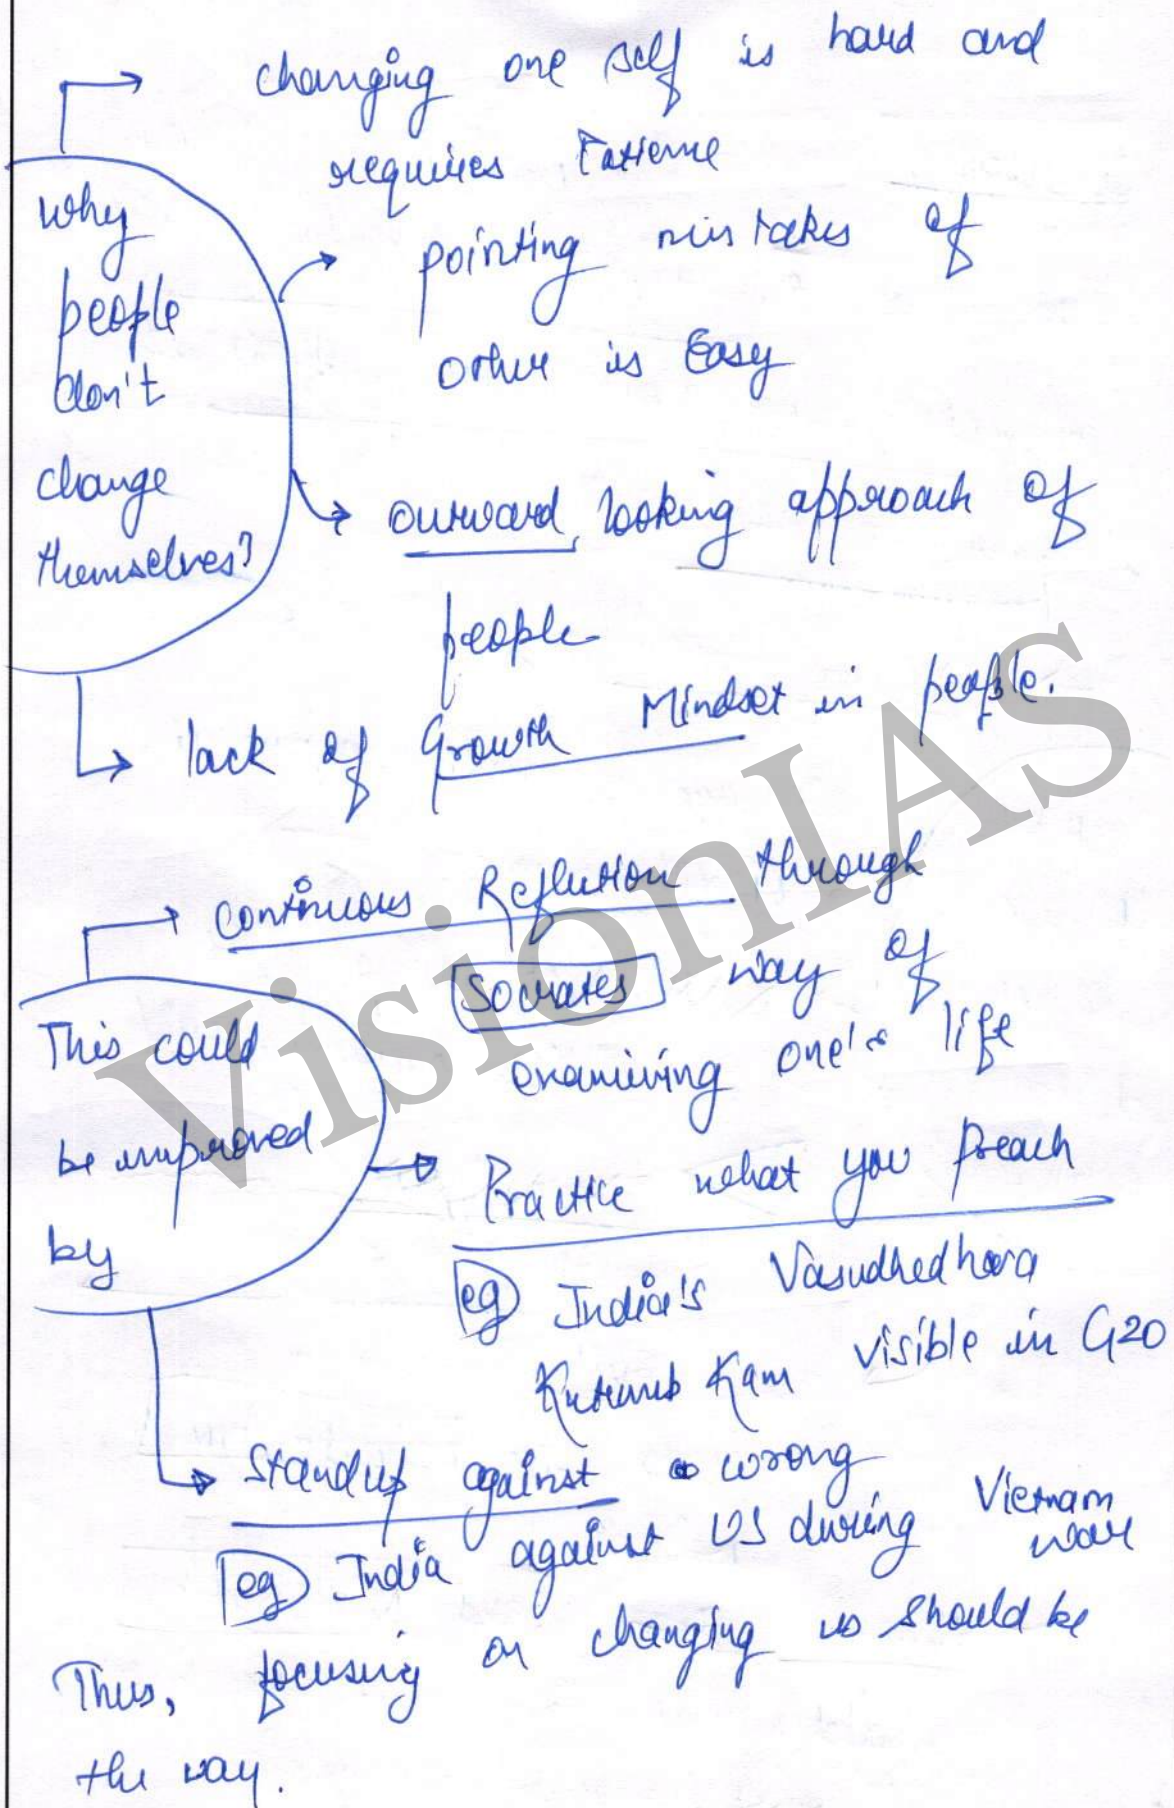 changing one self is hard and
requires Patience
why
people
don't
change
themselves?
pointing mistakes of
other is Easy
outward looking approach of
people
lack of Growth Mindset in people.
continuous Reflection through
Socrates way of
examining one's life
This could
be improved
by
Practice what you preach
eg India's Vasudhedhara
Kutumb Kam visible in G20
standup against wrong
eg India against US during Vietnam
war
Thus, focusing on changing us should be
the way.
VisionIAS